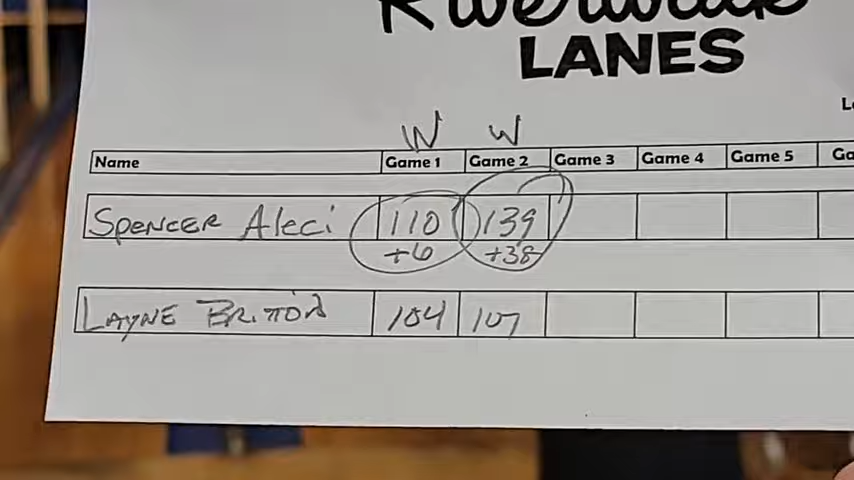 LANES
W W
Name Game 1 Game 2 Game 3 Game 4 Game 5
SPENCER Aleci 110 139
+6 +38
LAYNE BRITTON 104 107